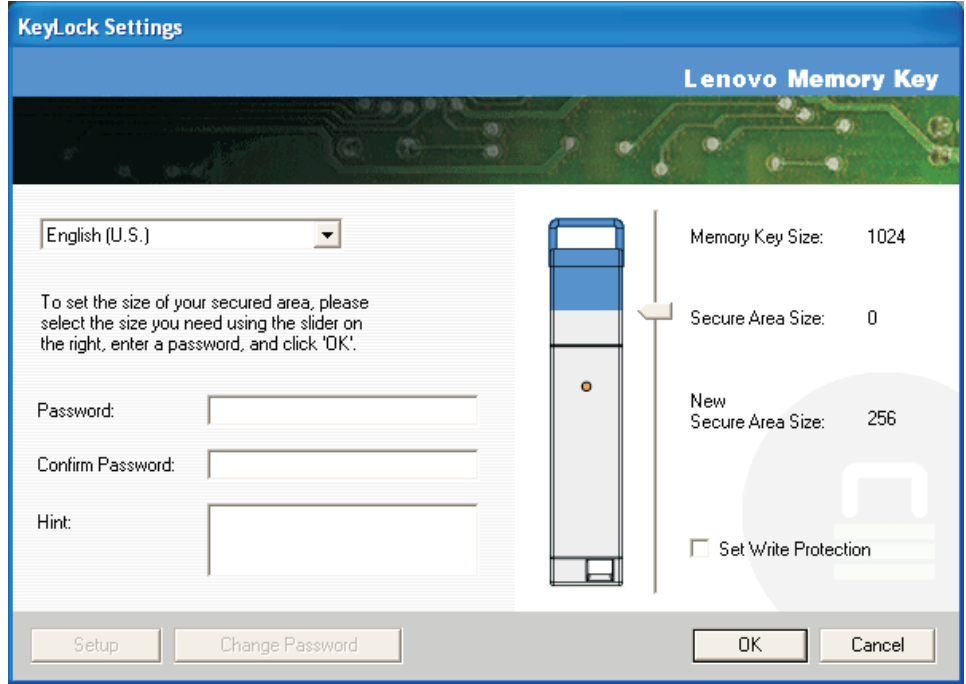 KeyLock Settings
Lenovo Memory Key
English (U.S.)
To set the size of your secured area, please
select the size you need using the slider on
the right, enter a password, and click 'OK'.
Password:
Confirm Password:
Hint:
Memory Key Size: 1024
Secure Area Size: 0
New
Secure Area Size: 256
Set Write Protection
Setup
Change Password
OK
Cancel